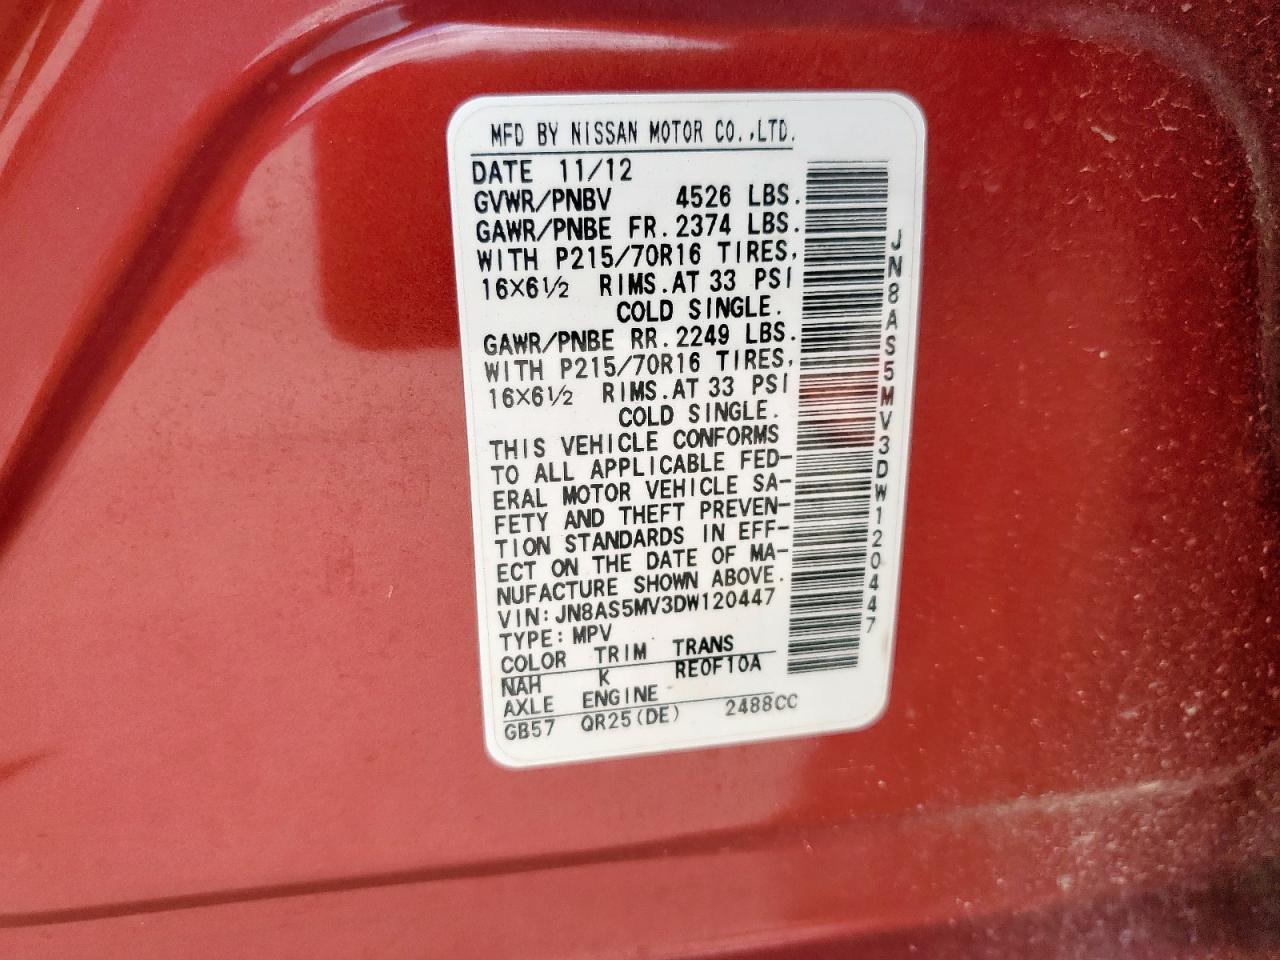 MFD BY NISSAN MOTOR CO.,LTD.
DATE 11/12
GVWR/PNBV 4526 LBS.
GAWR/PNBE FR. 2374 LBS.
WITH P215/70R16 TIRES,
16X6½ RIMS. AT 33 PSI
COLD SINGLE.
GAWR/PNBE RR. 2249 LBS.
WITH P215/70R16 TIRES,
16X6½ RIMS. AT 33 PSI
COLD SINGLE.
THIS VEHICLE CONFORMS
TO ALL APPLICABLE FED-
ERAL MOTOR VEHICLE SA-
FETY AND THEFT PREVEN-
TION STANDARDS IN EFF-
ECT ON THE DATE OF MA-
NUFACTURE SHOWN ABOVE.
VIN: JN8AS5MV3DW120447
TYPE: MPV
COLOR TRIM TRANS
NAH K RE0F10A
AXLE ENGINE
GB57 QR25(DE) 2488CC
JN8AS5MV3DW120447